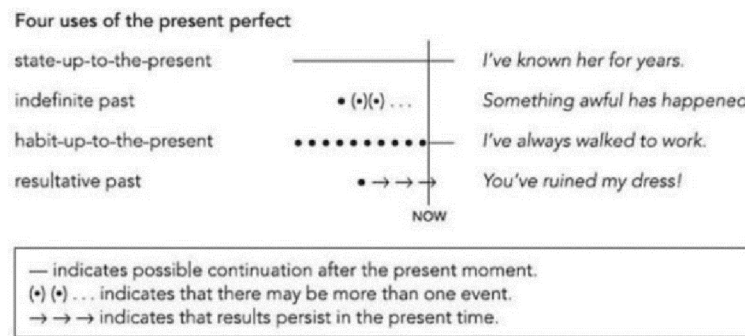 Four uses of the present perfect
state-up-to-the-present I've known her for years.
indefinite past • (•)(•) ... Something awful has happened
habit-up-to-the-present • • • • • • • • • • I've always walked to work.
resultative past • → → → You've ruined my dress!
NOW
— indicates possible continuation after the present moment.
(•) (•) ... indicates that there may be more than one event.
→ → → indicates that results persist in the present time.